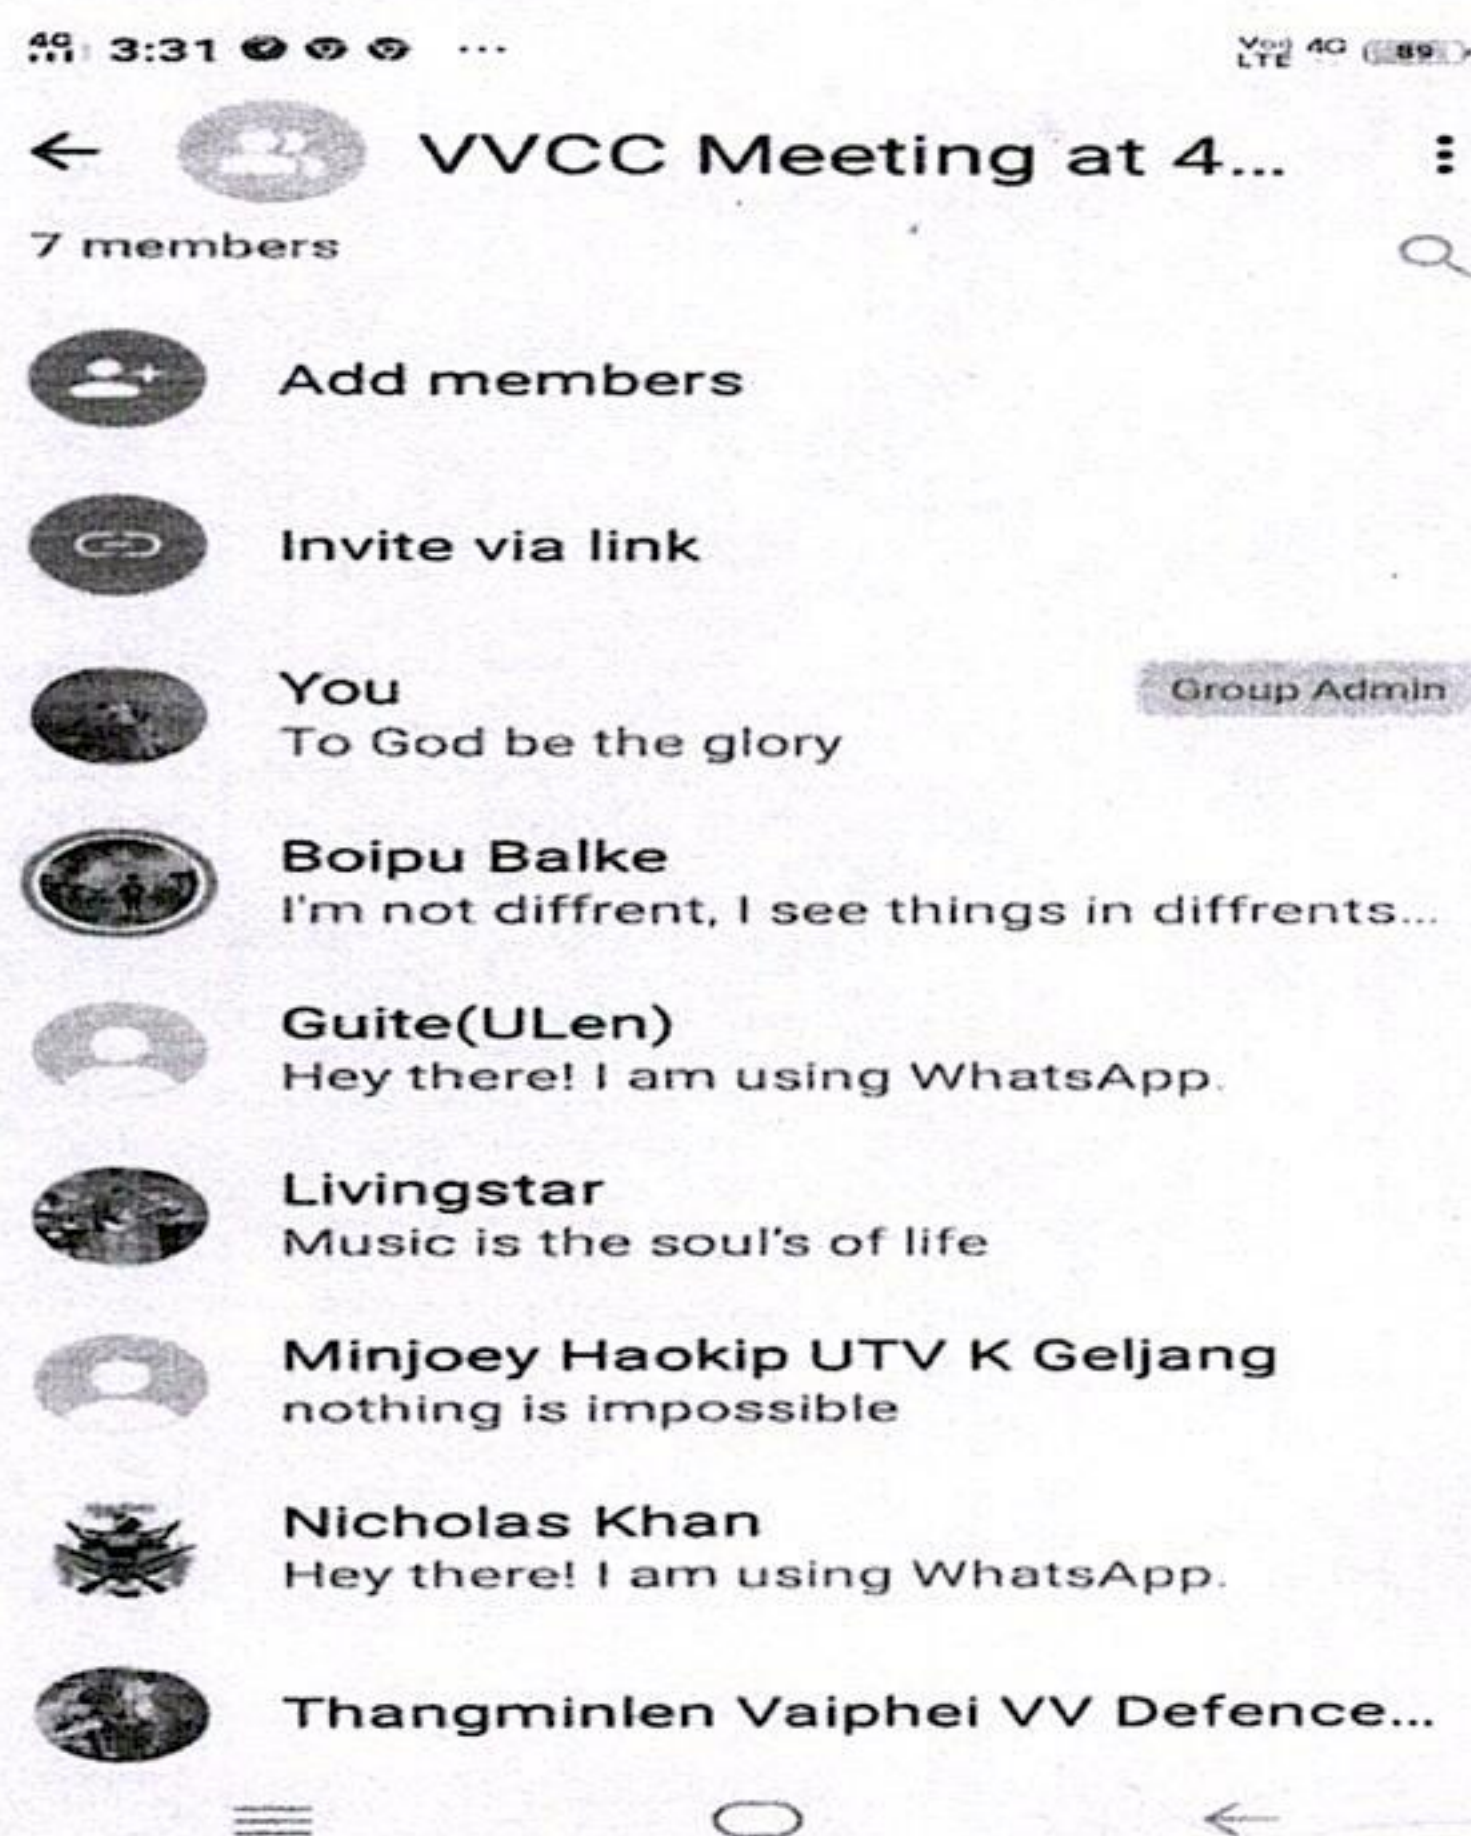 4G 3:31 ... 4G 89
VVCC Meeting at 4...
7 members
Add members
Invite via link
You
Group Admin
To God be the glory
Boipu Balke
I'm not diffrent, I see things in diffrents...
Guite(ULen)
Hey there! I am using WhatsApp.
Livingstar
Music is the soul's of life
Minjoey Haokip UTV K Geljang
nothing is impossible
Nicholas Khan
Hey there! I am using WhatsApp.
Thangminlen Vaiphei VV Defence...